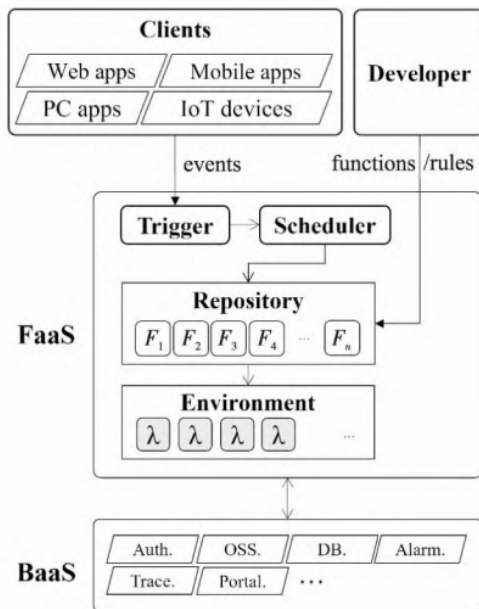 Clients
Web apps
Mobile apps
PC apps
IoT devices
Developer
events
functions /rules
Trigger
Scheduler
Repository
F1 F2 F3 F4 ... Fn
FaaS
Environment
λ λ λ λ ...
Auth. OSS. DB. Alarm.
BaaS
Trace. Portal. ...